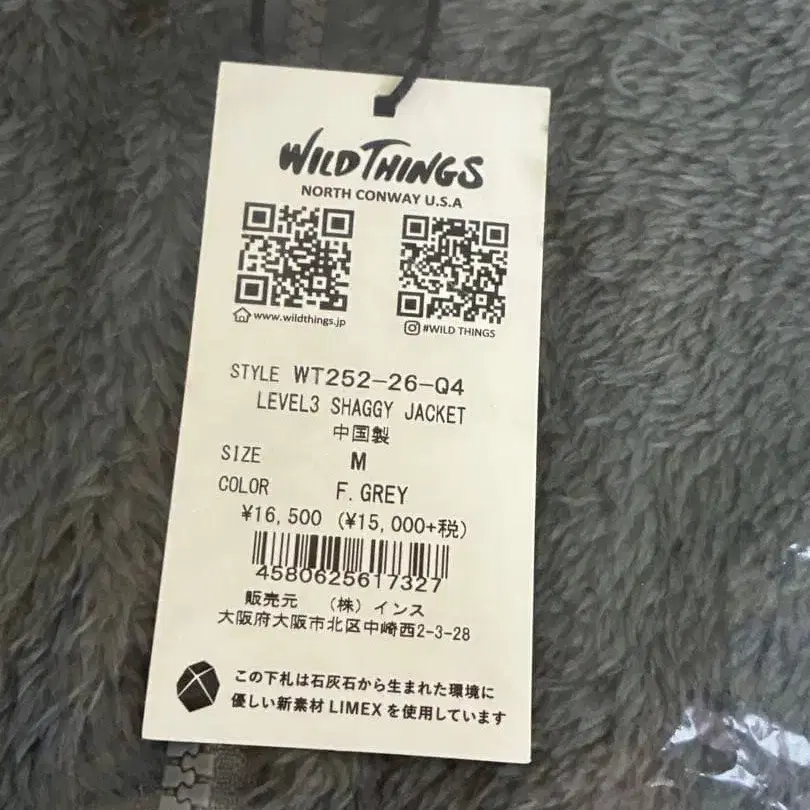 WILD THINGS
NORTH CONWAY U.S.A
www.wildthings.jp
#WILD THINGS
STYLE WT252-26-Q4
LEVEL3 SHAGGY JACKET
中国製
SIZE M
COLOR F.GREY
¥16,500 (¥15,000+税)
4580625617327
販売元 (株)インス
大阪府大阪市北区中崎西2-3-28
この下札は石灰石から生まれた環境に
優しい新素材 LIMEX を使用しています